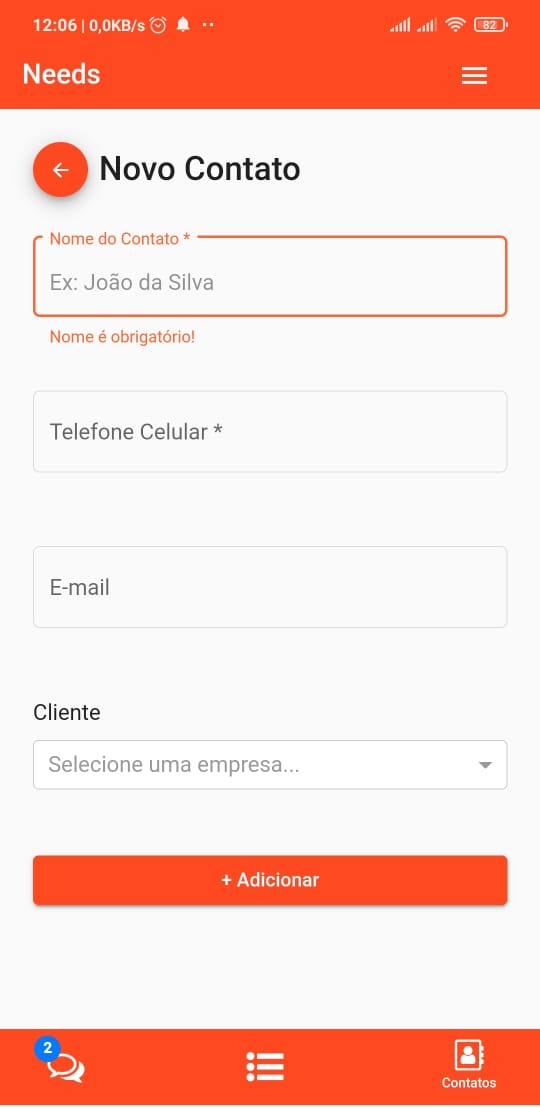 12:06 | 0,0KB/s 82
Needs
Novo Contato
Nome do Contato *
Ex: João da Silva
Nome é obrigatório!
Telefone Celular *
E-mail
Cliente
Selecione uma empresa...
+ Adicionar
2
Contatos